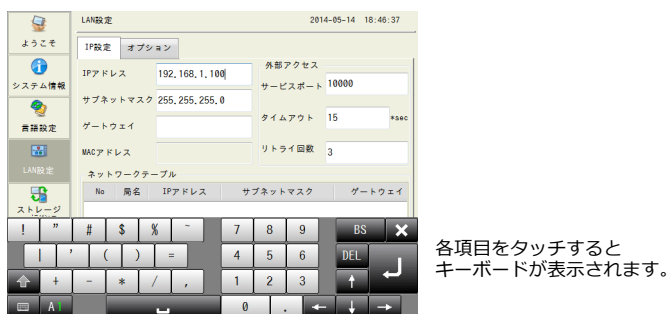 LAN設定 2014-05-14 18:46:37
ようこそ
システム情報
言語設定
LAN設定
ストレージ
IP設定 オプション
IPアドレス 192.168.1.100
サブネットマスク 255.255.255.0
ゲートウェイ
MACアドレス
外部アクセス
サービスポート 10000
タイムアウト 15 *sec
リトライ回数 3
ネットワークテーブル
No 局名 IPアドレス サブネットマスク ゲートウェイ
! " # $ % ~ 7 8 9 BS ×
| ' ( ) = 4 5 6 DEL ↵
⇧ + - * / , 1 2 3 ↑
A↑ 0 . ← ↓ →
各項目をタッチすると
キーボードが表示されます。